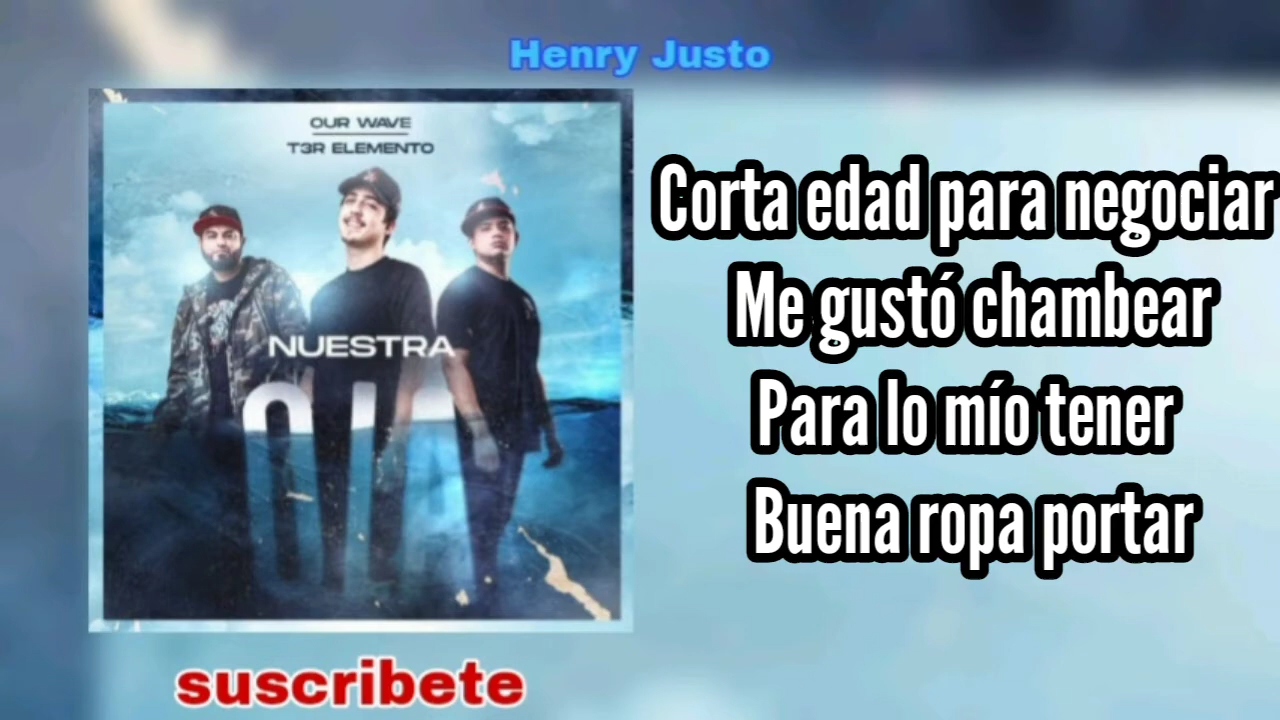 Henry Justo
OUR WAVE
T3R ELEMENTO
NUESTRA
OLA
Corta edad para negociar
Me gustó chambear
Para lo mío tener
Buena ropa portar
suscribete